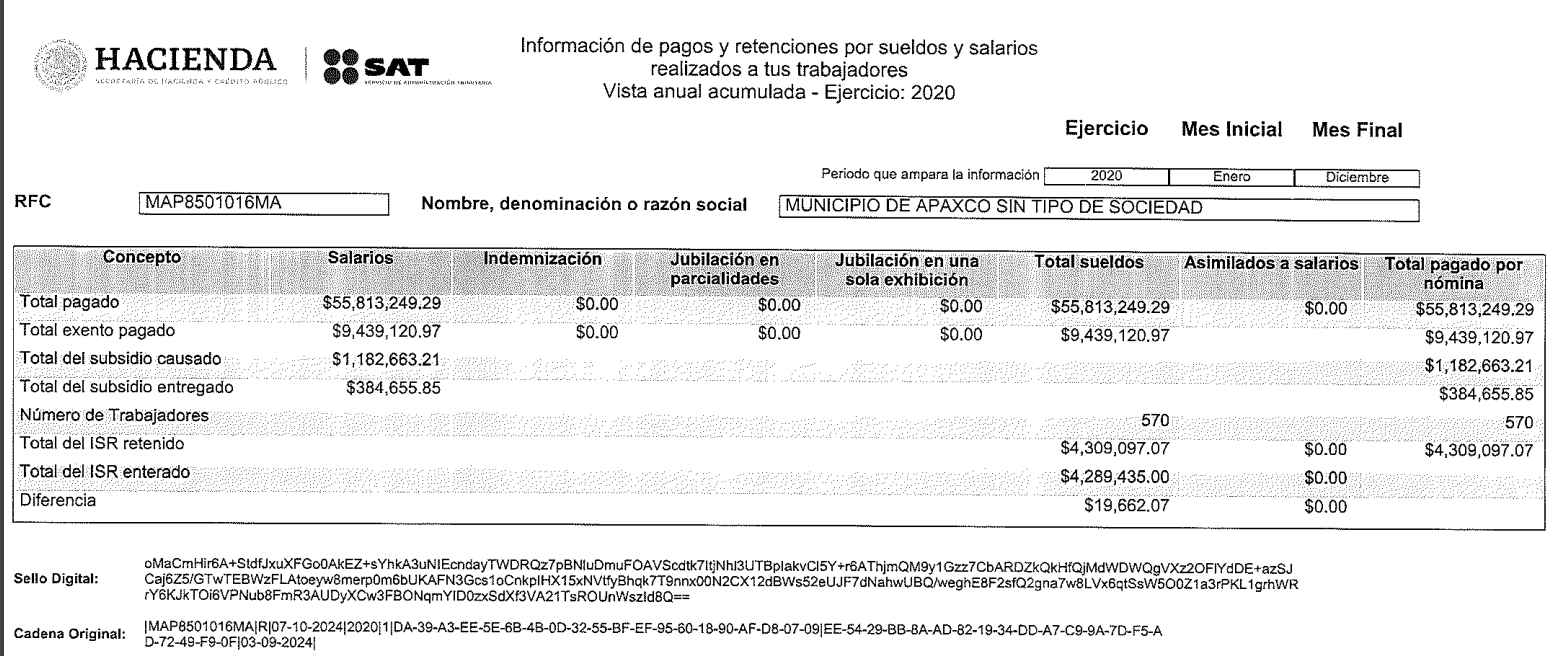 HACIENDA
SECRETARÍA DE HACIENDA Y CRÉDITO PÚBLICO
SAT
SERVICIO DE ADMINISTRACIÓN TRIBUTARIA
Información de pagos y retenciones por sueldos y salarios
realizados a tus trabajadores
Vista anual acumulada - Ejercicio: 2020
Ejercicio Mes Inicial Mes Final
Periodo que ampara la información 2020 Enero Diciembre
RFC MAP8501016MA Nombre, denominación o razón social MUNICIPIO DE APAXCO SIN TIPO DE SOCIEDAD
Concepto Salarios Indemnización Jubilación en parcialidades Jubilación en una sola exhibición Total sueldos Asimilados a salarios Total pagado por nómina
Total pagado $55,813,249.29 $0.00 $0.00 $0.00 $55,813,249.29 $0.00 $55,813,249.29
Total exento pagado $9,439,120.97 $0.00 $0.00 $0.00 $9,439,120.97 $9,439,120.97
Total del subsidio causado $1,182,663.21 $1,182,663.21
Total del subsidio entregado $384,655.85 $384,655.85
Número de Trabajadores 570 570
Total del ISR retenido $4,309,097.07 $0.00 $4,309,097.07
Total del ISR enterado $4,289,435.00 $0.00
Diferencia $19,662.07 $0.00
Sello Digital:
Cadena Original: |MAP8501016MA|R|07-10-2024|2020|1|DA-39-A3-EE-5E-6B-4B-0D-32-55-BF-EF-95-60-18-90-AF-D8-07-09|EE-54-29-BB-8A-AD-82-19-34-DD-A7-C9-9A-7D-F5-A
D-72-49-F9-0F|03-09-2024|